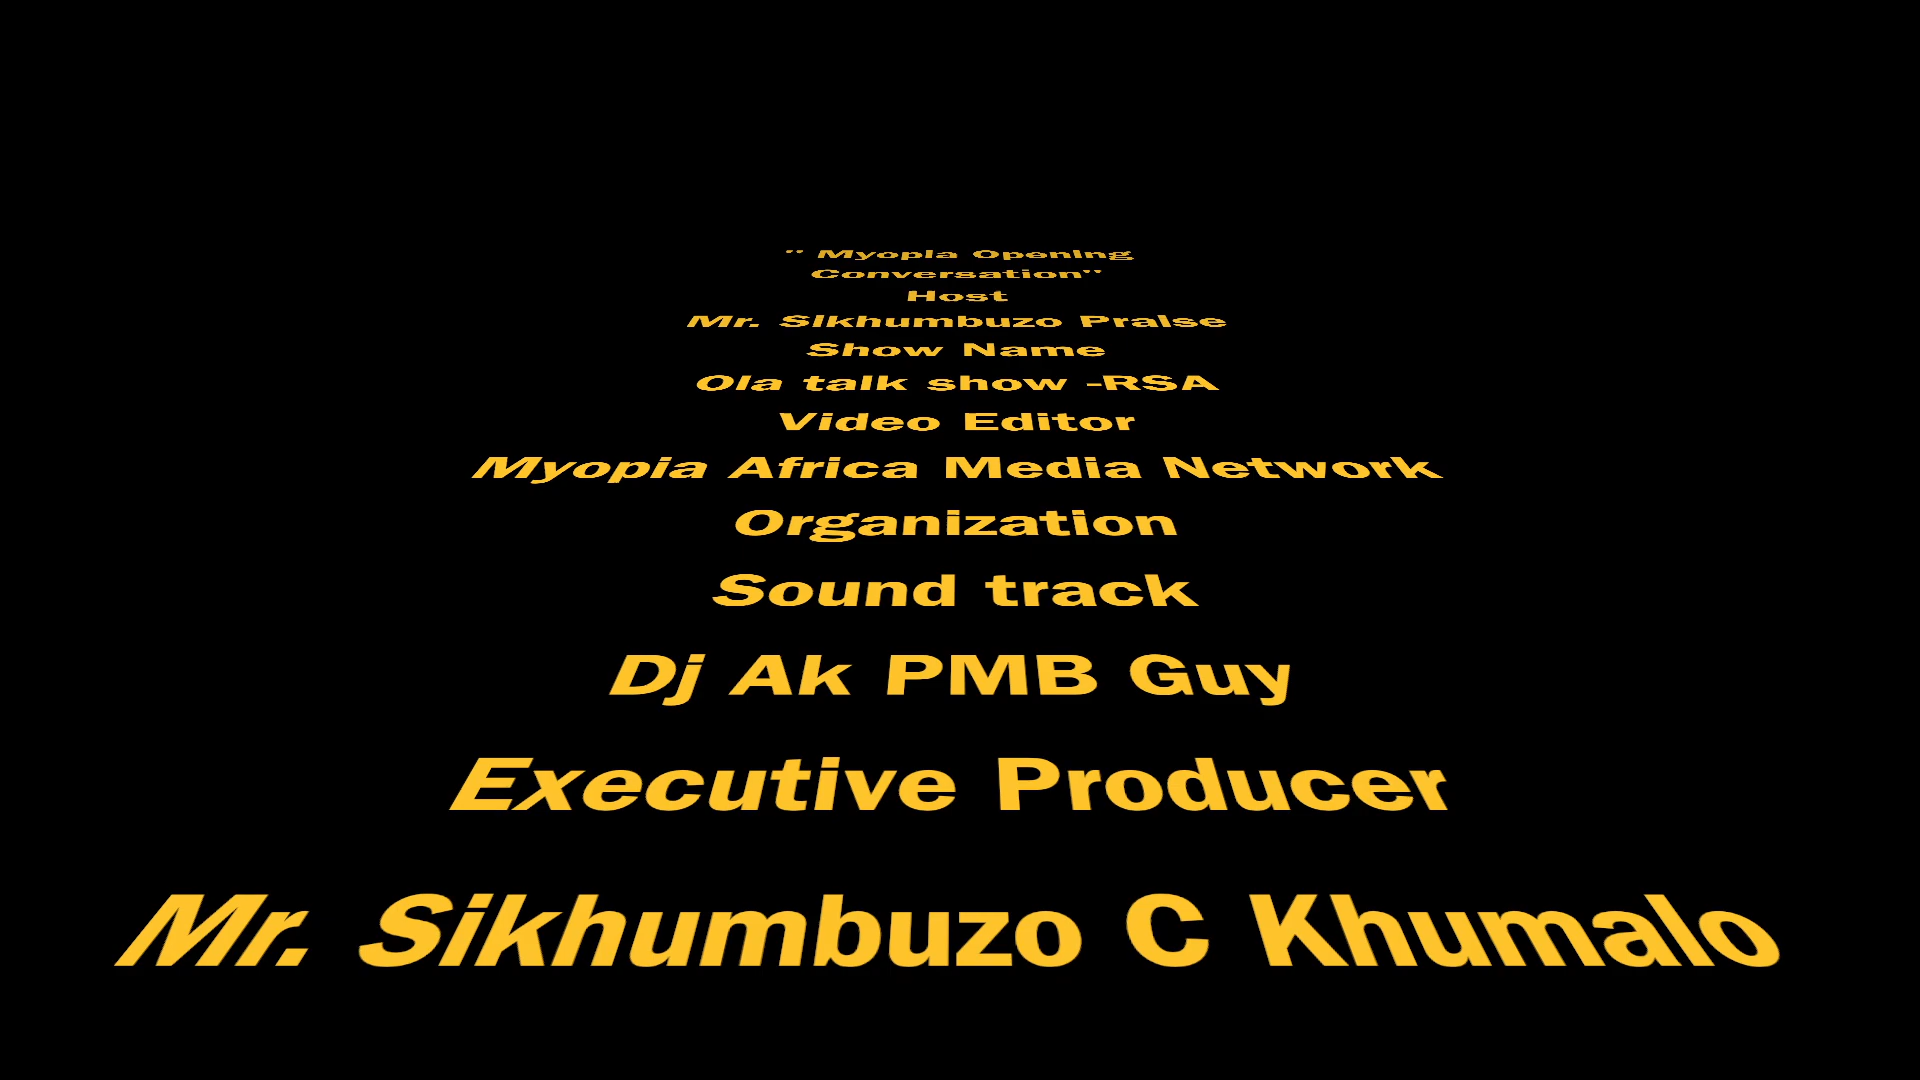 " Myopia Opening
Conversation"
Host
Mr. Sikhumbuzo Praise
Show Name
Ola talk show -RSA
Video Editor
Myopia Africa Media Network
Organization
Sound track
Dj Ak PMB Guy
Executive Producer
Mr. Sikhumbuzo C Khumalo